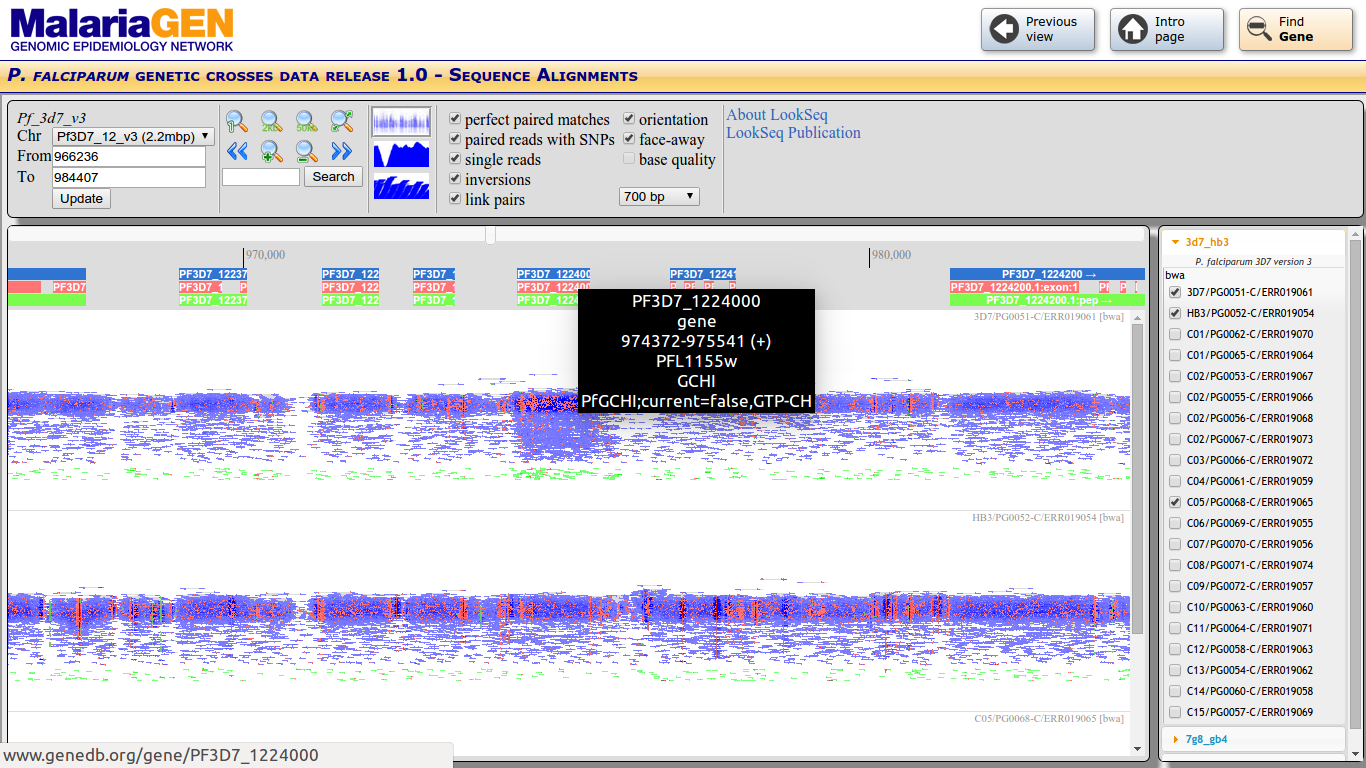 MalariaGEN
GENOMIC EPIDEMIOLOGY NETWORK
Previous view
Intro page
Find Gene
P. FALCIPARUM GENETIC CROSSES DATA RELEASE 1.0 - SEQUENCE ALIGNMENTS
Pf_3d7_v3
Chr Pf3D7_12_v3 (2.2mbp)
From 966236
To 984407
Update
1
2KB
50KB
Search
perfect paired matches
paired reads with SNPs
single reads
inversions
link pairs
orientation
face-away
base quality
700 bp
About LookSeq
LookSeq Publication
970,000
980,000
PF3D7_12237 PF3D7_122 PF3D7_1 PF3D7_122400 PF3D7_1224 PF3D7_1224200 →
PF3D7 PF3D7_1 P PF3D7_122 PF3D7_1 PF3D7_1224200.1:exon:1
PF3D7_12237 PF3D7_122 PF3D7_1 PF3D7_1224 PF3D7_1224200.1:pep →
PF3D7_1224000
gene
974372-975541 (+)
PFL1155w
GCHI
PfGCHI;current=false,GTP-CH
3D7/PG0051-C/ERR019061 [bwa]
HB3/PG0052-C/ERR019054 [bwa]
C05/PG0068-C/ERR019065 [bwa]
3d7_hb3
P. falciparum 3D7 version 3
bwa
3D7/PG0051-C/ERR019061
HB3/PG0052-C/ERR019054
C01/PG0062-C/ERR019070
C01/PG0065-C/ERR019064
C02/PG0053-C/ERR019067
C02/PG0055-C/ERR019066
C02/PG0056-C/ERR019068
C02/PG0067-C/ERR019073
C03/PG0066-C/ERR019072
C04/PG0061-C/ERR019059
C05/PG0068-C/ERR019065
C06/PG0069-C/ERR019055
C07/PG0070-C/ERR019056
C08/PG0071-C/ERR019074
C09/PG0072-C/ERR019057
C10/PG0063-C/ERR019060
C11/PG0064-C/ERR019071
C12/PG0058-C/ERR019063
C13/PG0054-C/ERR019062
C14/PG0060-C/ERR019058
C15/PG0057-C/ERR019069
7g8_gb4
www.genedb.org/gene/PF3D7_1224000